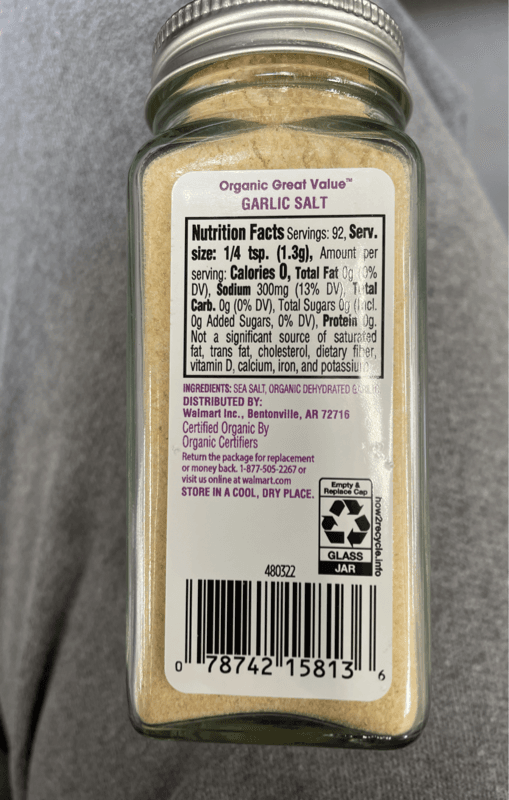 Organic Great Value™
GARLIC SALT
Nutrition Facts Servings: 92, Serv.
size: 1/4 tsp. (1.3g), Amount per
serving: Calories 0, Total Fat 0g (0%
DV), Sodium 300mg (13% DV), Total
Carb. 0g (0% DV), Total Sugars 0g (Incl.
0g Added Sugars, 0% DV), Protein 0g.
Not a significant source of saturated
fat, trans fat, cholesterol, dietary fiber,
vitamin D, calcium, iron, and potassium.
INGREDIENTS: SEA SALT, ORGANIC DEHYDRATED GARLIC.
DISTRIBUTED BY:
Walmart Inc., Bentonville, AR 72716
Certified Organic By
Organic Certifiers
Return the package for replacement
or money back. 1-877-505-2267 or
visit us online at walmart.com
STORE IN A COOL, DRY PLACE.
Empty &
Replace Cap
how2recycle.info
GLASS
JAR
480322
0 78742 15813 6